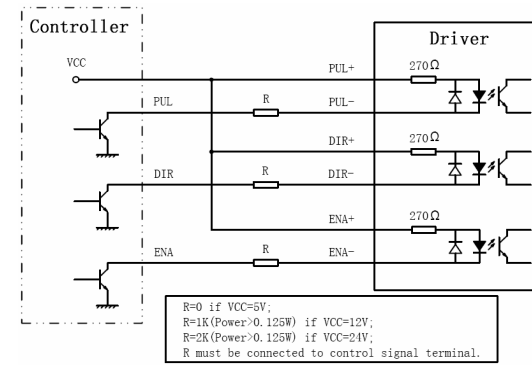 Controller
Driver
VCC
PUL+
270Ω
PUL
R
PUL-
DIR+
270Ω
DIR
R
DIR-
ENA+
270Ω
ENA
R
ENA-
R=0 if VCC=5V;
R=1K(Power>0.125W) if VCC=12V;
R=2K(Power>0.125W) if VCC=24V;
R must be connected to control signal terminal.